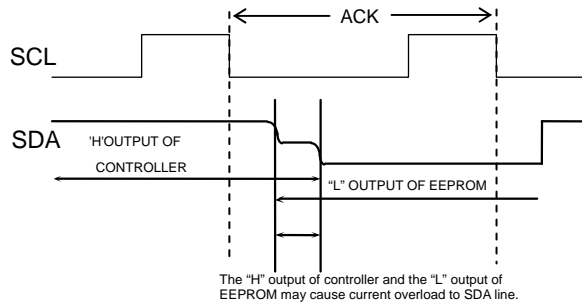 ACK
SCL
SDA
'H'OUTPUT OF
CONTROLLER
“L” OUTPUT OF EEPROM
The “H” output of controller and the “L” output of
EEPROM may cause current overload to SDA line.